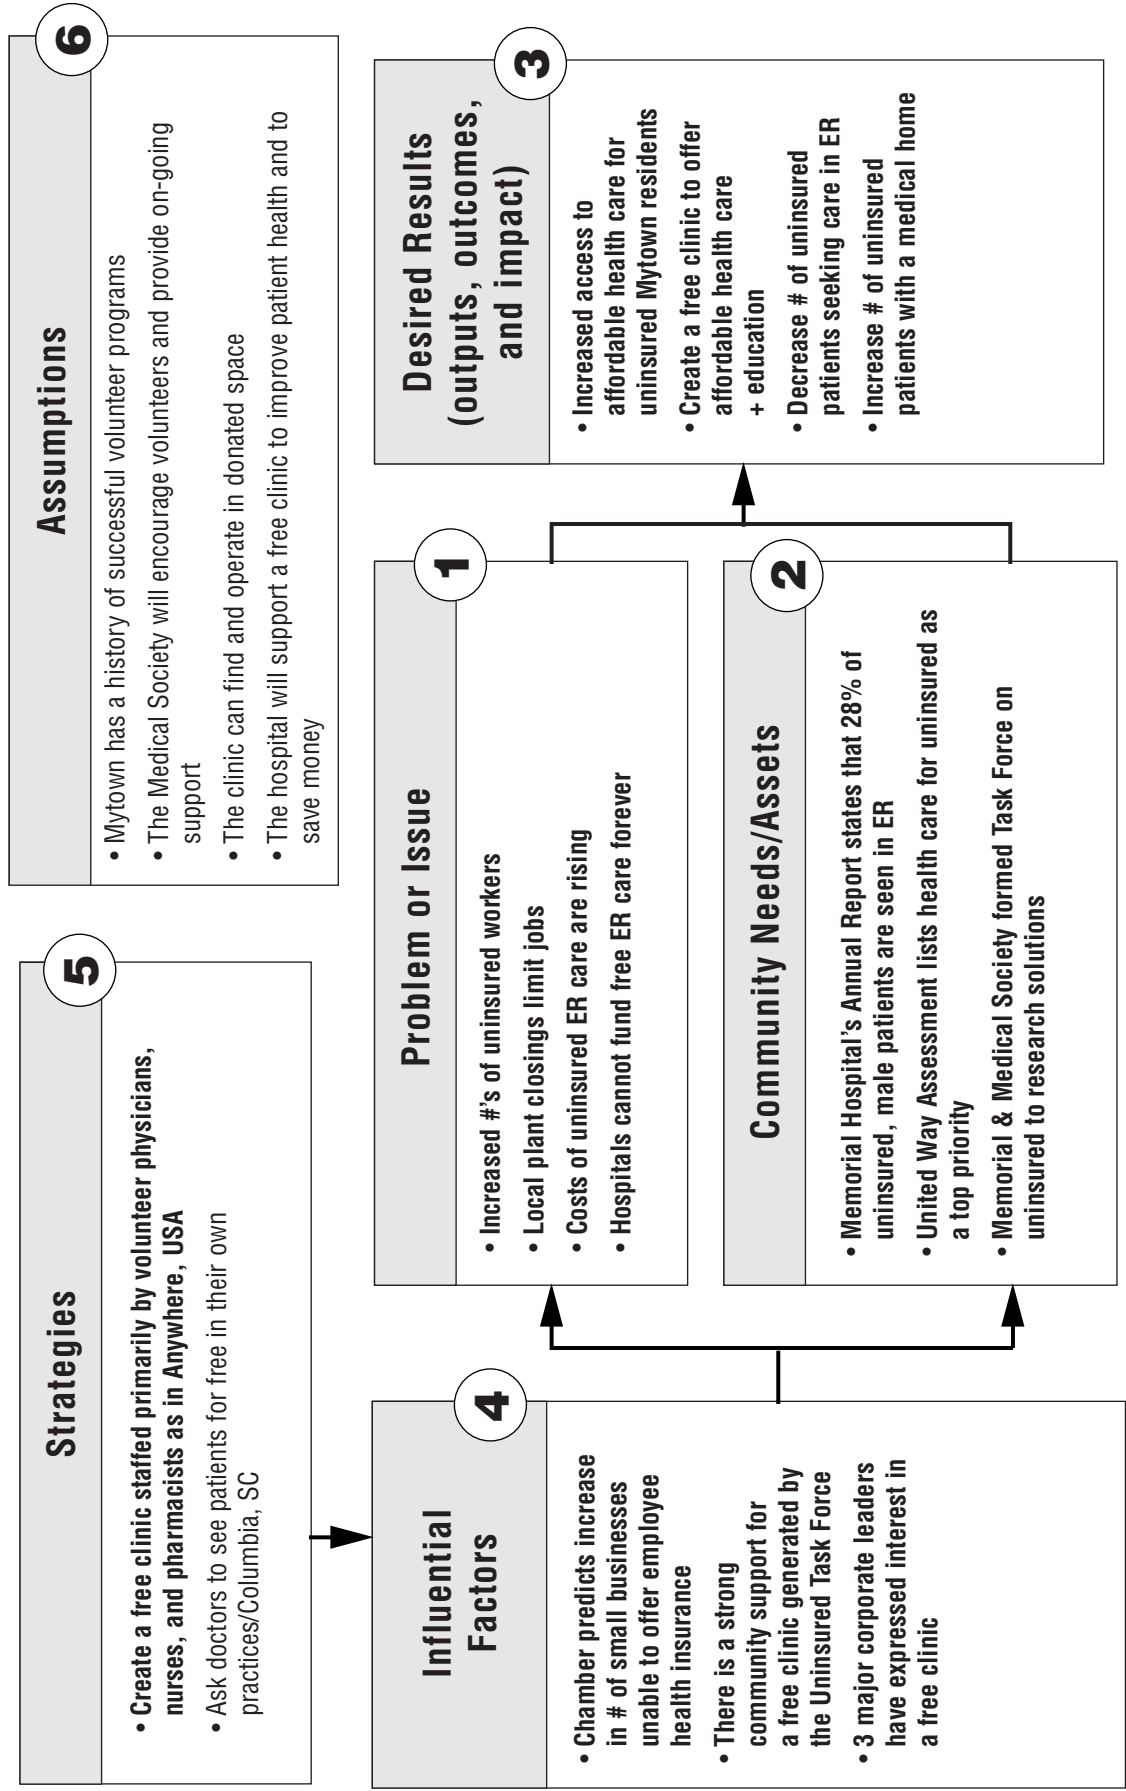 Strategies
5
• Create a free clinic staffed primarily by volunteer physicians,
nurses, and pharmacists as in Anywhere, USA
• Ask doctors to see patients for free in their own
practices/Columbia, SC
Assumptions
6
• Mytown has a history of successful volunteer programs
• The Medical Society will encourage volunteers and provide on-going
support
• The clinic can find and operate in donated space
• The hospital will support a free clinic to improve patient health and to
save money
Influential
Factors
4
• Chamber predicts increase
in # of small businesses
unable to offer employee
health insurance
• There is a strong
community support for
a free clinic generated by
the Uninsured Task Force
• 3 major corporate leaders
have expressed interest in
a free clinic
Problem or Issue
1
• Increased #'s of uninsured workers
• Local plant closings limit jobs
• Costs of uninsured ER care are rising
• Hospitals cannot fund free ER care forever
Community Needs/Assets
2
• Memorial Hospital's Annual Report states that 28% of
uninsured, male patients are seen in ER
• United Way Assessment lists health care for uninsured as
a top priority
• Memorial & Medical Society formed Task Force on
uninsured to research solutions
Desired Results
(outputs, outcomes,
and impact)
3
• Increased access to
affordable health care for
uninsured Mytown residents
• Create a free clinic to offer
affordable health care
+ education
• Decrease # of uninsured
patients seeking care in ER
• Increase # of uninsured
patients with a medical home